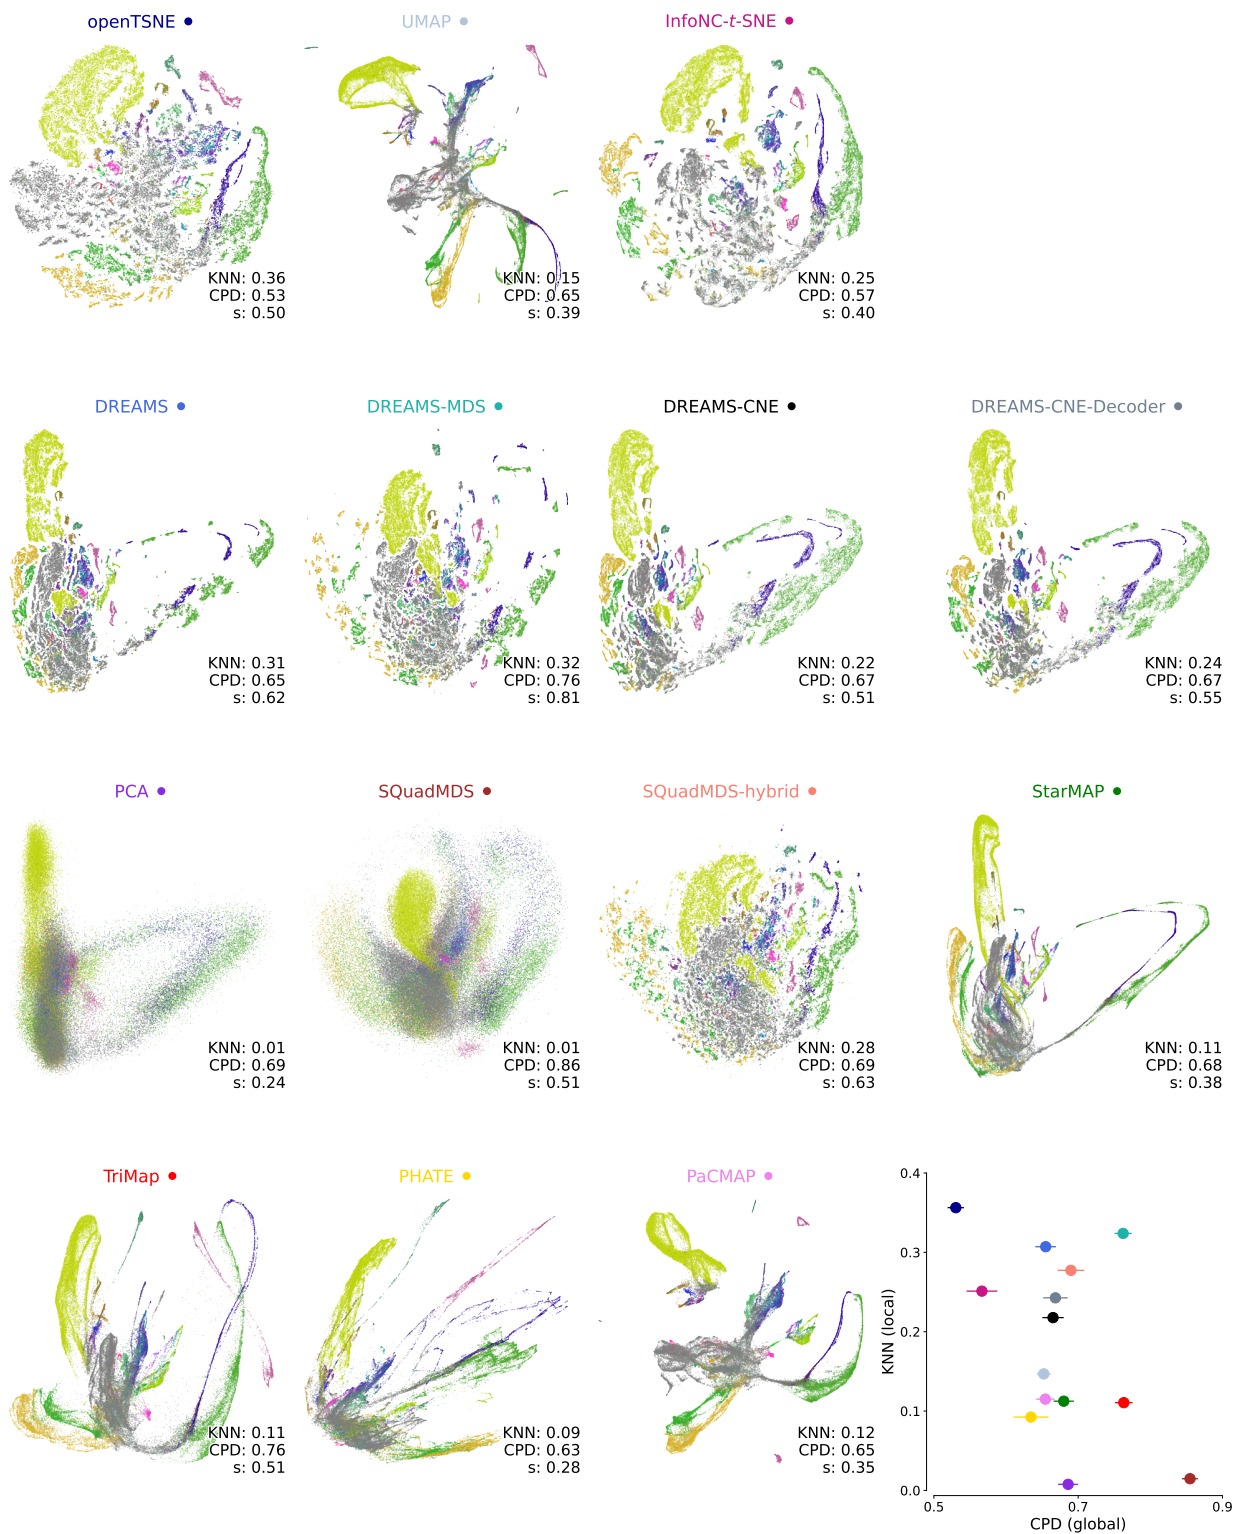 openTSNE
UMAP
InfoNC-t-SNE
KNN: 0.36
CPD: 0.53
s: 0.50
KNN: 0.15
CPD: 0.65
s: 0.39
KNN: 0.25
CPD: 0.57
s: 0.40
DREAMS
DREAMS-MDS
DREAMS-CNE
DREAMS-CNE-Decoder
KNN: 0.31
CPD: 0.65
s: 0.62
KNN: 0.32
CPD: 0.76
s: 0.81
KNN: 0.22
CPD: 0.67
s: 0.51
KNN: 0.24
CPD: 0.67
s: 0.55
PCA
SQuadMDS
SQuadMDS-hybrid
StarMAP
KNN: 0.01
CPD: 0.69
s: 0.24
KNN: 0.01
CPD: 0.86
s: 0.51
KNN: 0.28
CPD: 0.69
s: 0.63
KNN: 0.11
CPD: 0.68
s: 0.38
TriMap
PHATE
PaCMAP
KNN: 0.11
CPD: 0.76
s: 0.51
KNN: 0.09
CPD: 0.63
s: 0.28
KNN: 0.12
CPD: 0.65
s: 0.35
KNN (local)
0.4
0.3
0.2
0.1
0.0
0.5
0.7
0.9
CPD (global)